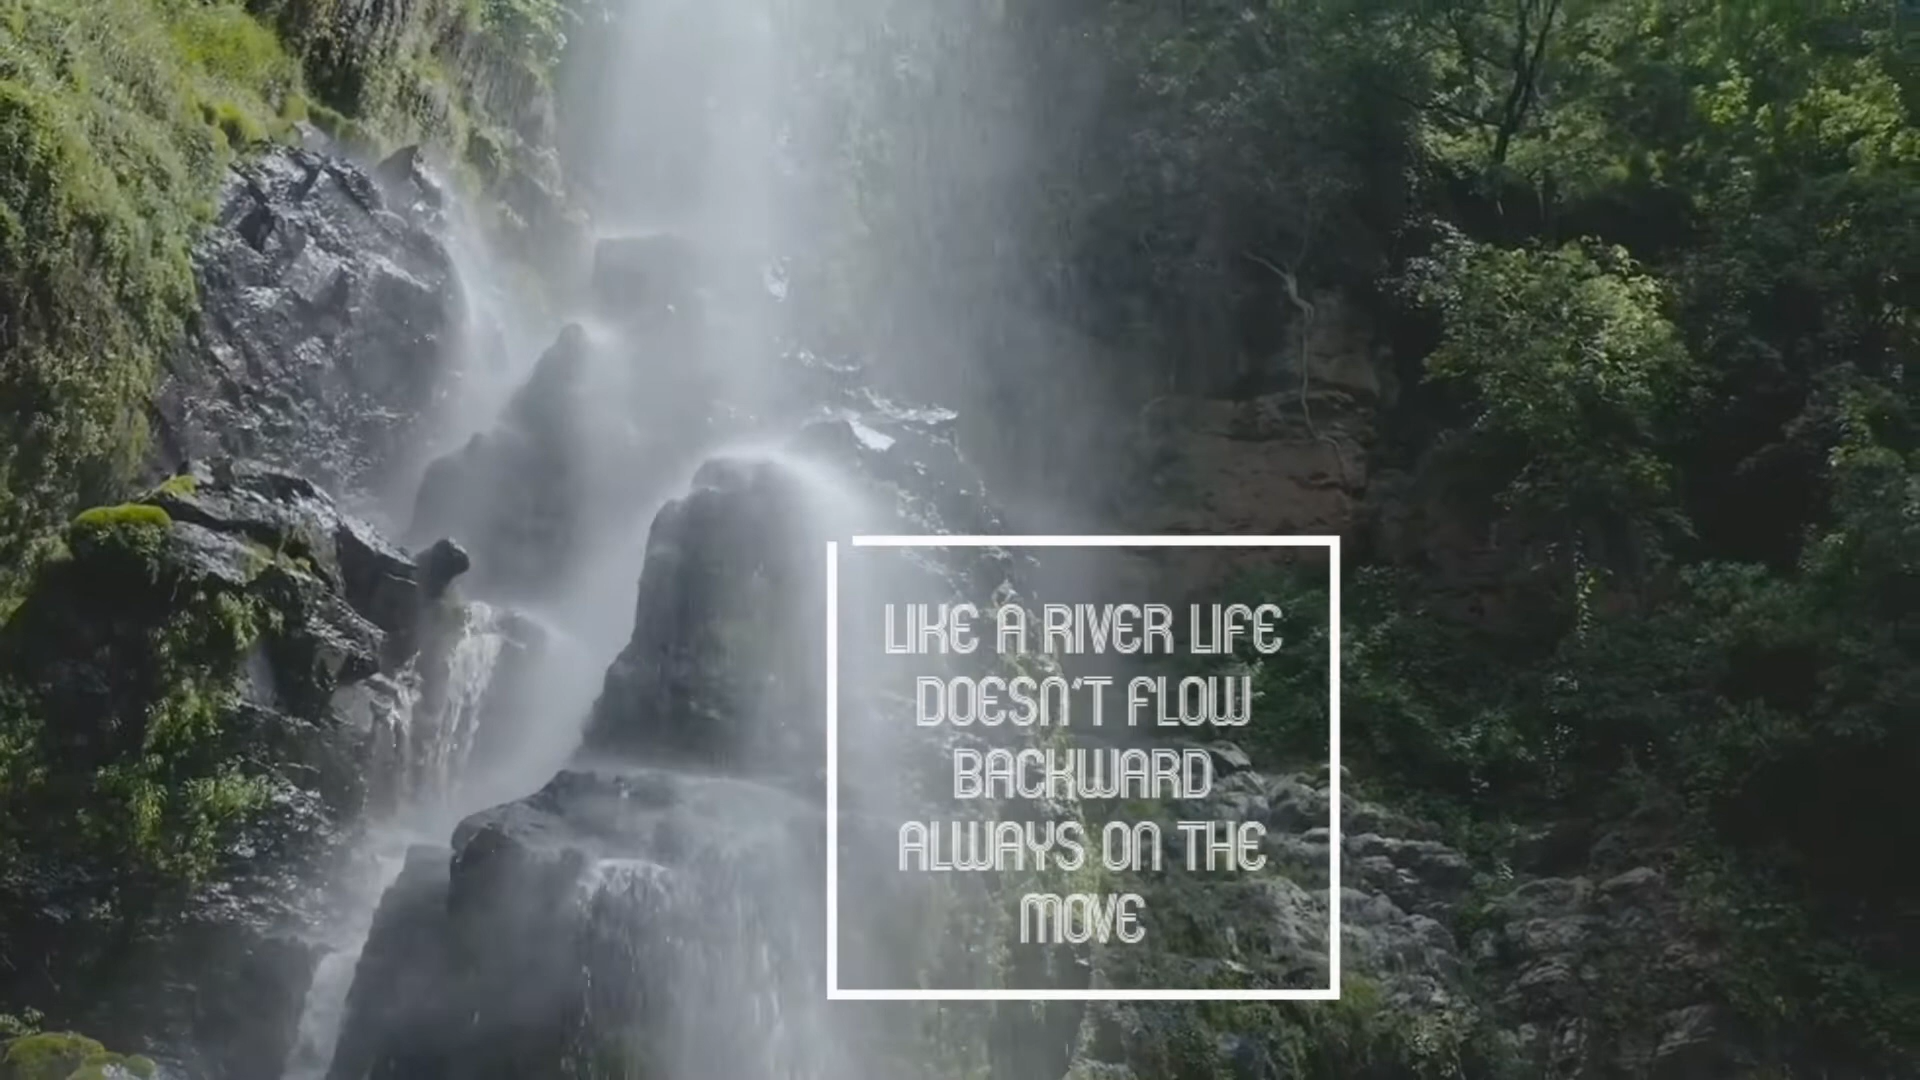 LIKE A RIVER LIFE
DOESN'T FLOW
BACKWARD
ALWAYS ON THE
MOVE